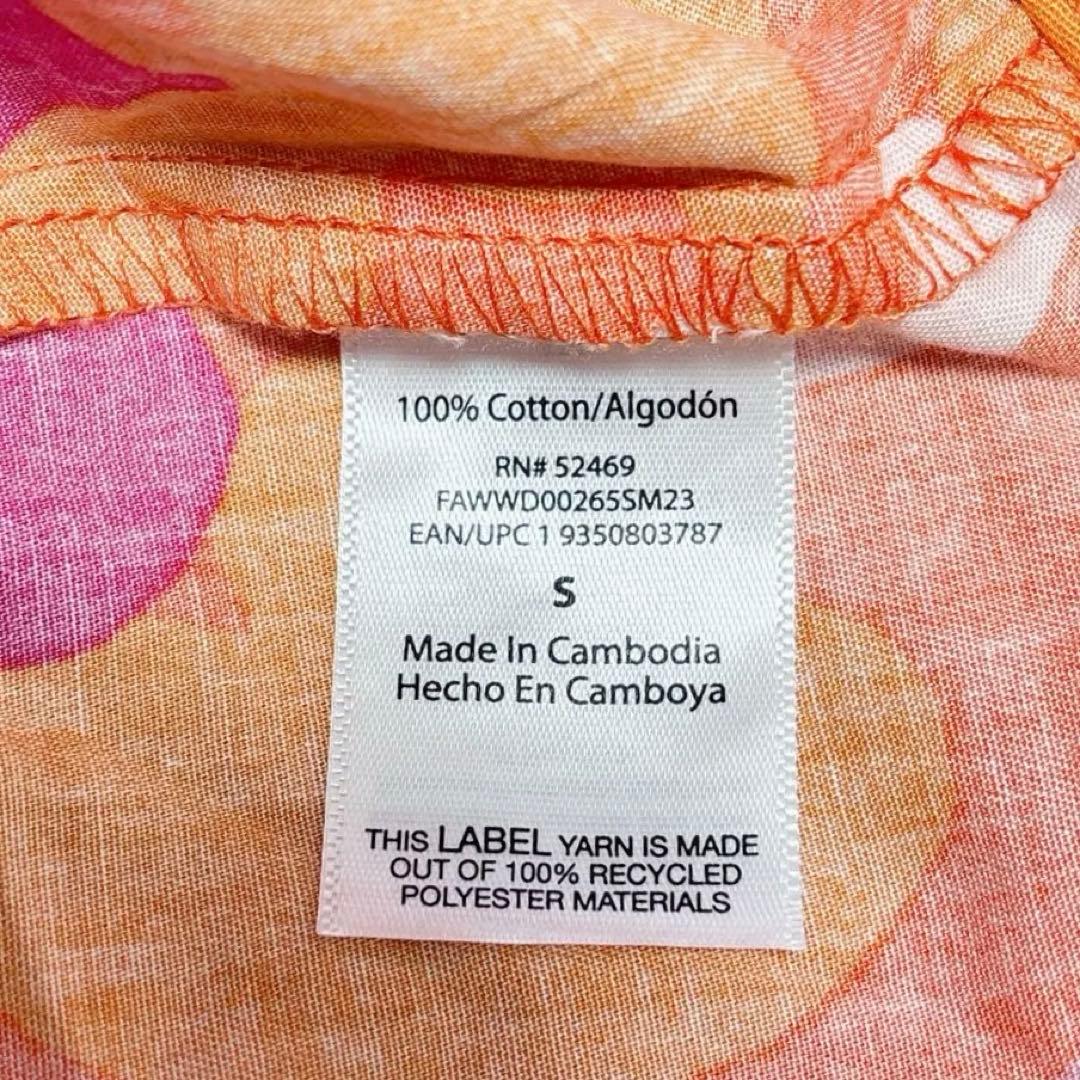 100% Cotton/Algodón
RN# 52469
FAWWD00265SM23
EAN/UPC 1 9350803787
S
Made In Cambodia
Hecho En Camboya
THIS LABEL YARN IS MADE
OUT OF 100% RECYCLED
POLYESTER MATERIALS